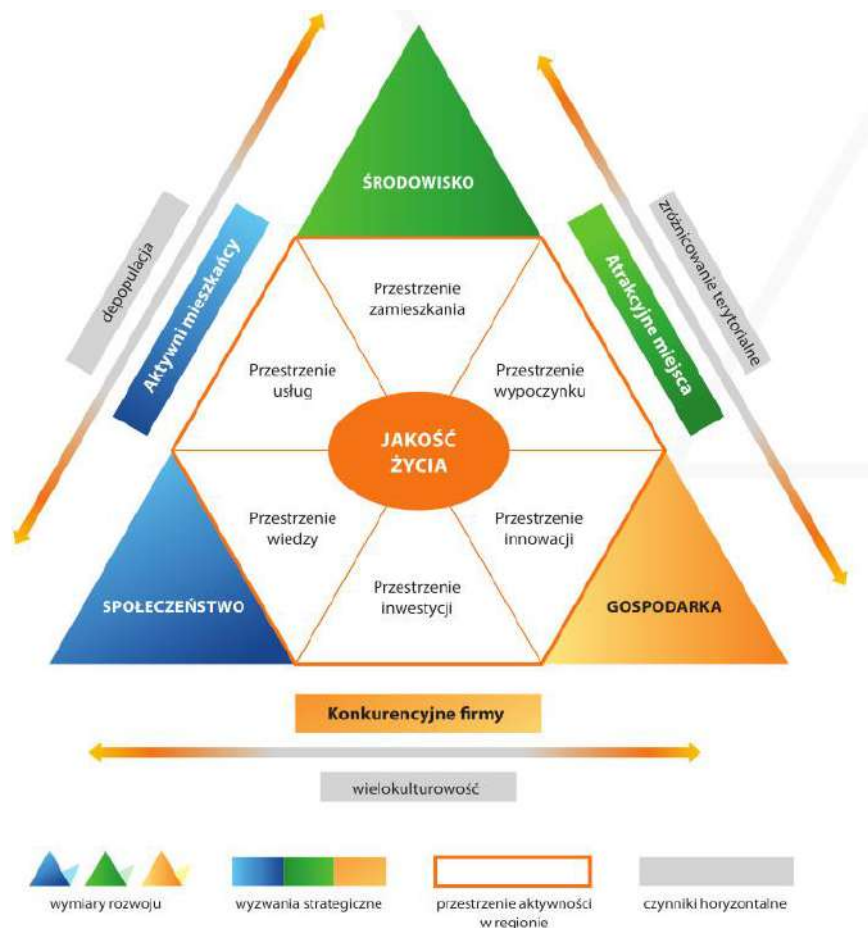 ŚRODOWISKO
depopulacja
Aktywni mieszkańcy
Atrakcyjne miejsca
zróżnicowanie terytorialne
Przestrzenie
zamieszkania
Przestrzenie
usług
Przestrzenie
wypoczynku
JAKOŚĆ
ŻYCIA
Przestrzenie
wiedzy
Przestrzenie
innowacji
Przestrzenie
inwestycji
SPOŁECZEŃSTWO
GOSPODARKA
Konkurencyjne firmy
wielokulturowość
wymiary rozwoju
wyzwania strategiczne
przestrzenie aktywności
w regionie
czynniki horyzontalne